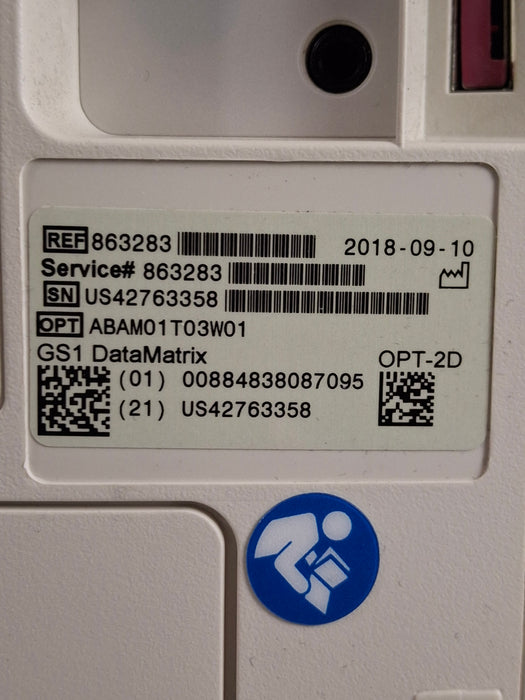 REF 863283 2018-09-10
Service# 863283
SN US42763358
OPT ABAM01T03W01
GS1 DataMatrix OPT-2D
(01) 00884838087095
(21) US42763358